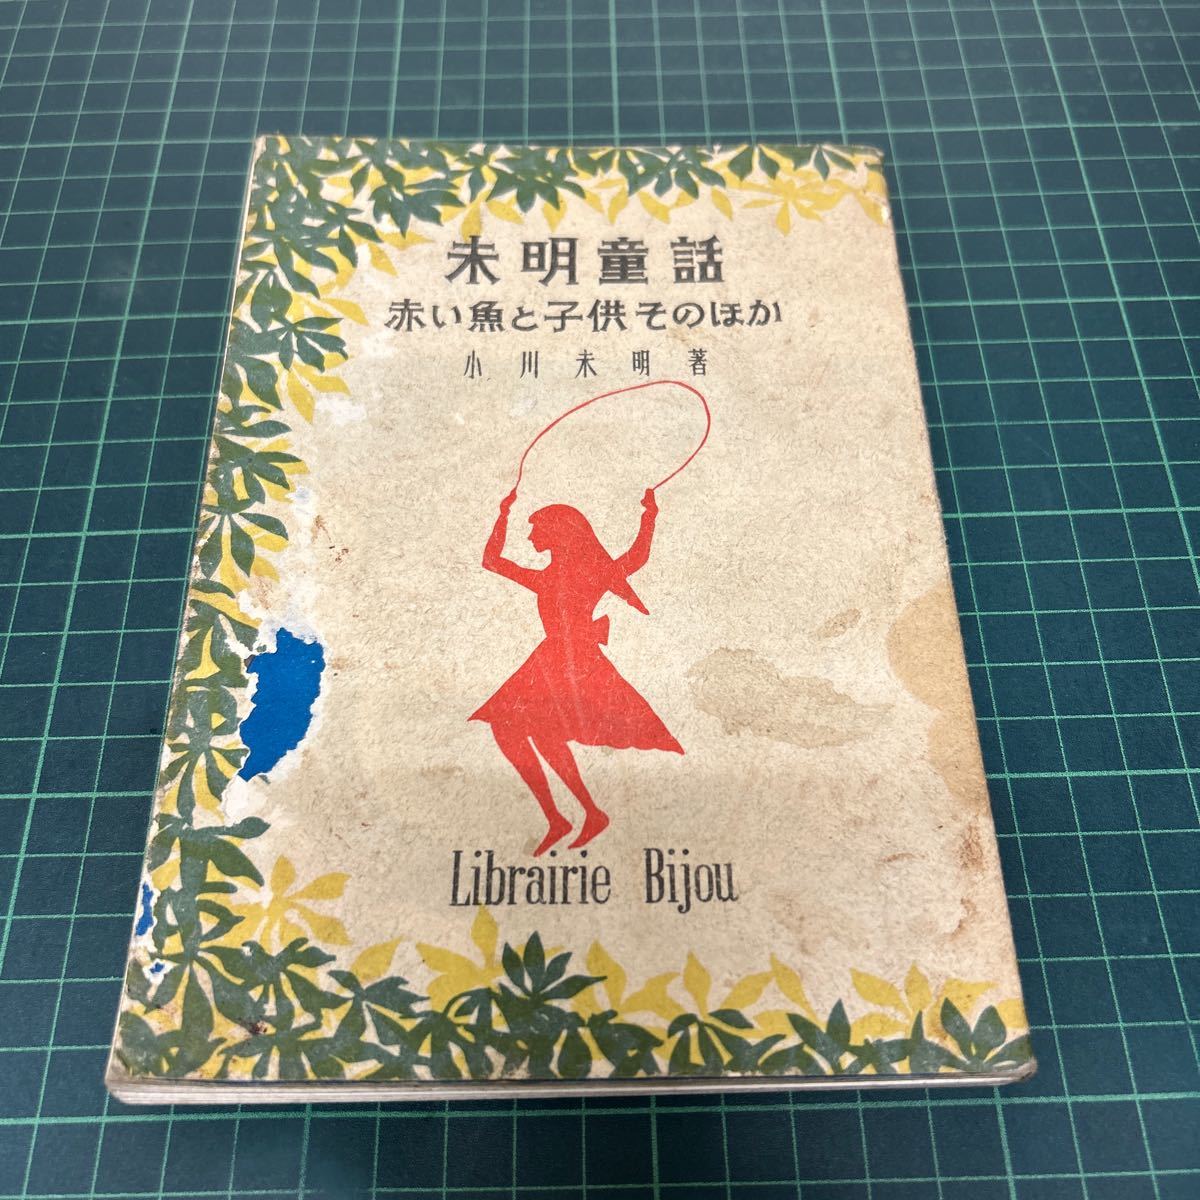 未明童話
赤い魚と子供そのほか
小川未明著
Librairie Bijou